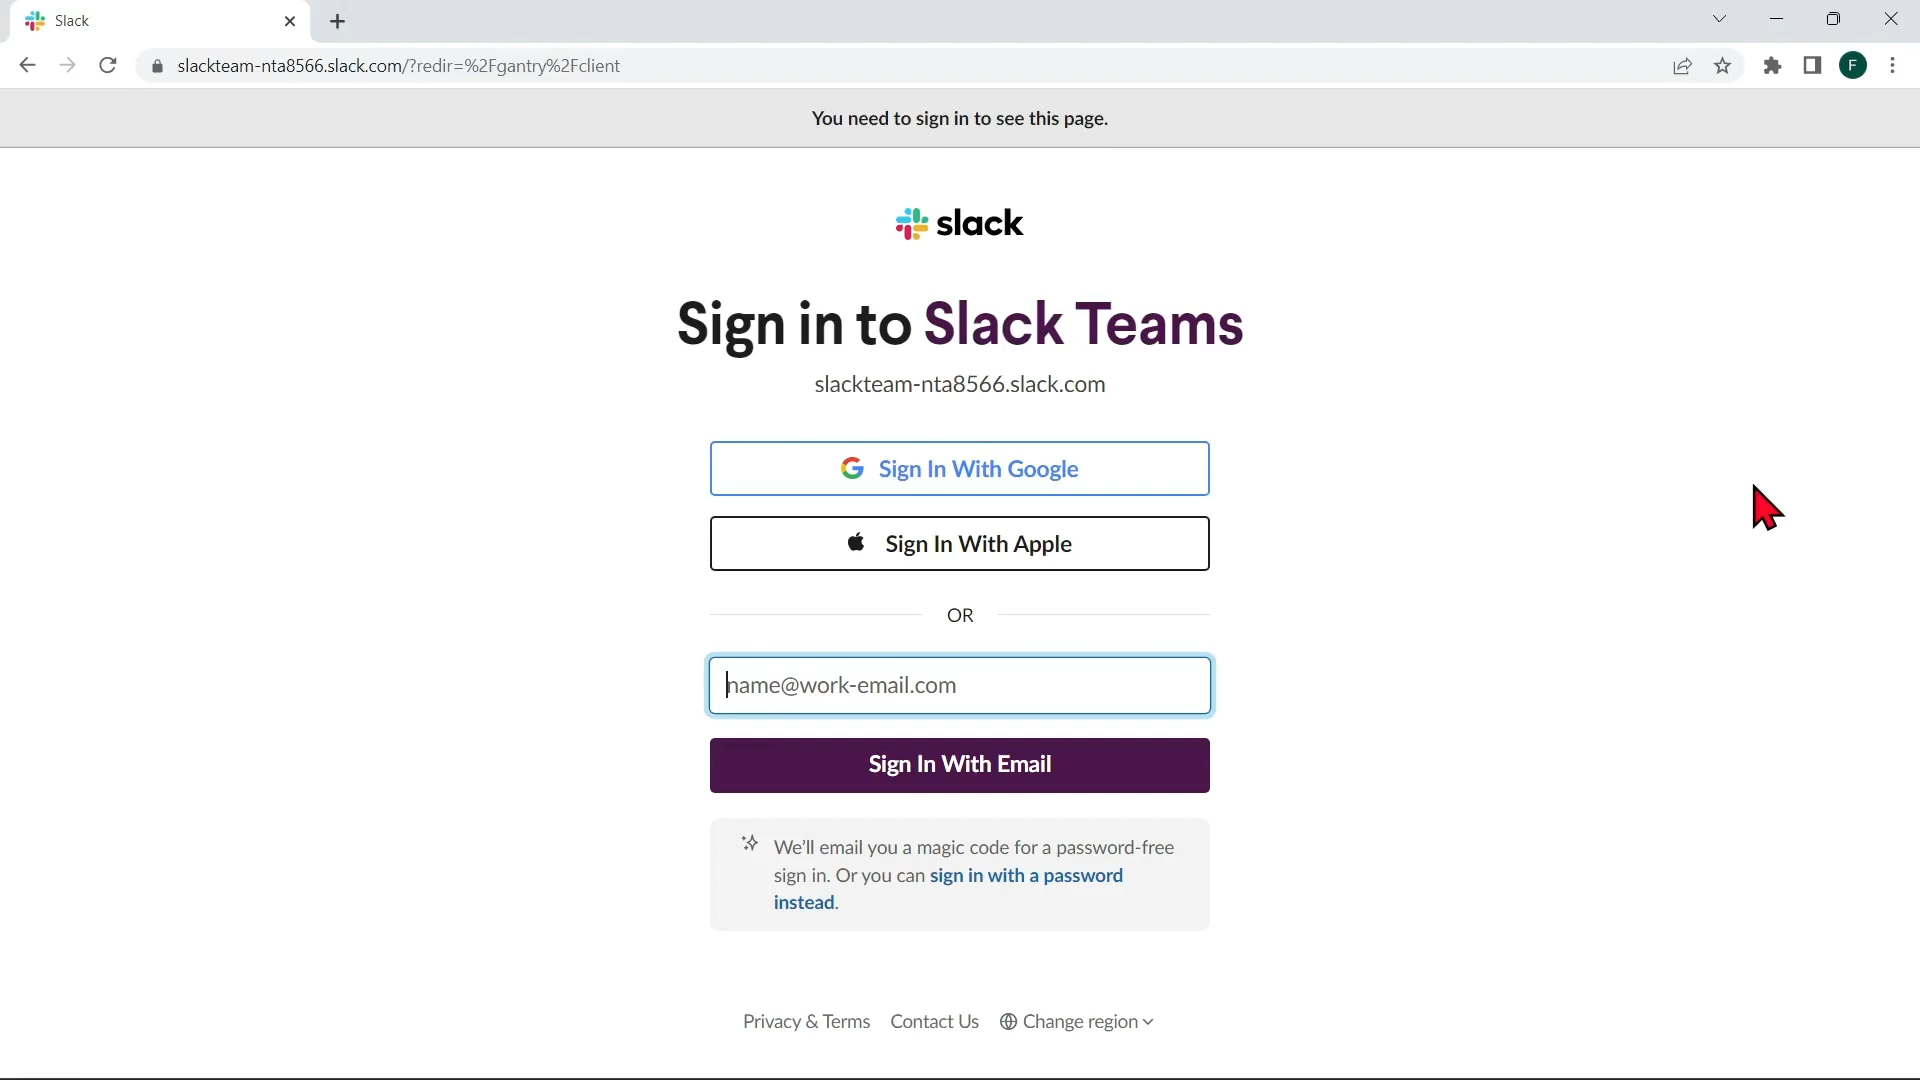 Slack
slackteam-nta8566.slack.com/?redir=%2Fgantry%2Fclient
F
You need to sign in to see this page.
slack
Sign in to Slack Teams
slackteam-nta8566.slack.com
Sign In With Google
Sign In With Apple
OR
name@work-email.com
Sign In With Email
We'll email you a magic code for a password-free
sign in. Or you can sign in with a password
instead.
Privacy & Terms Contact Us Change region